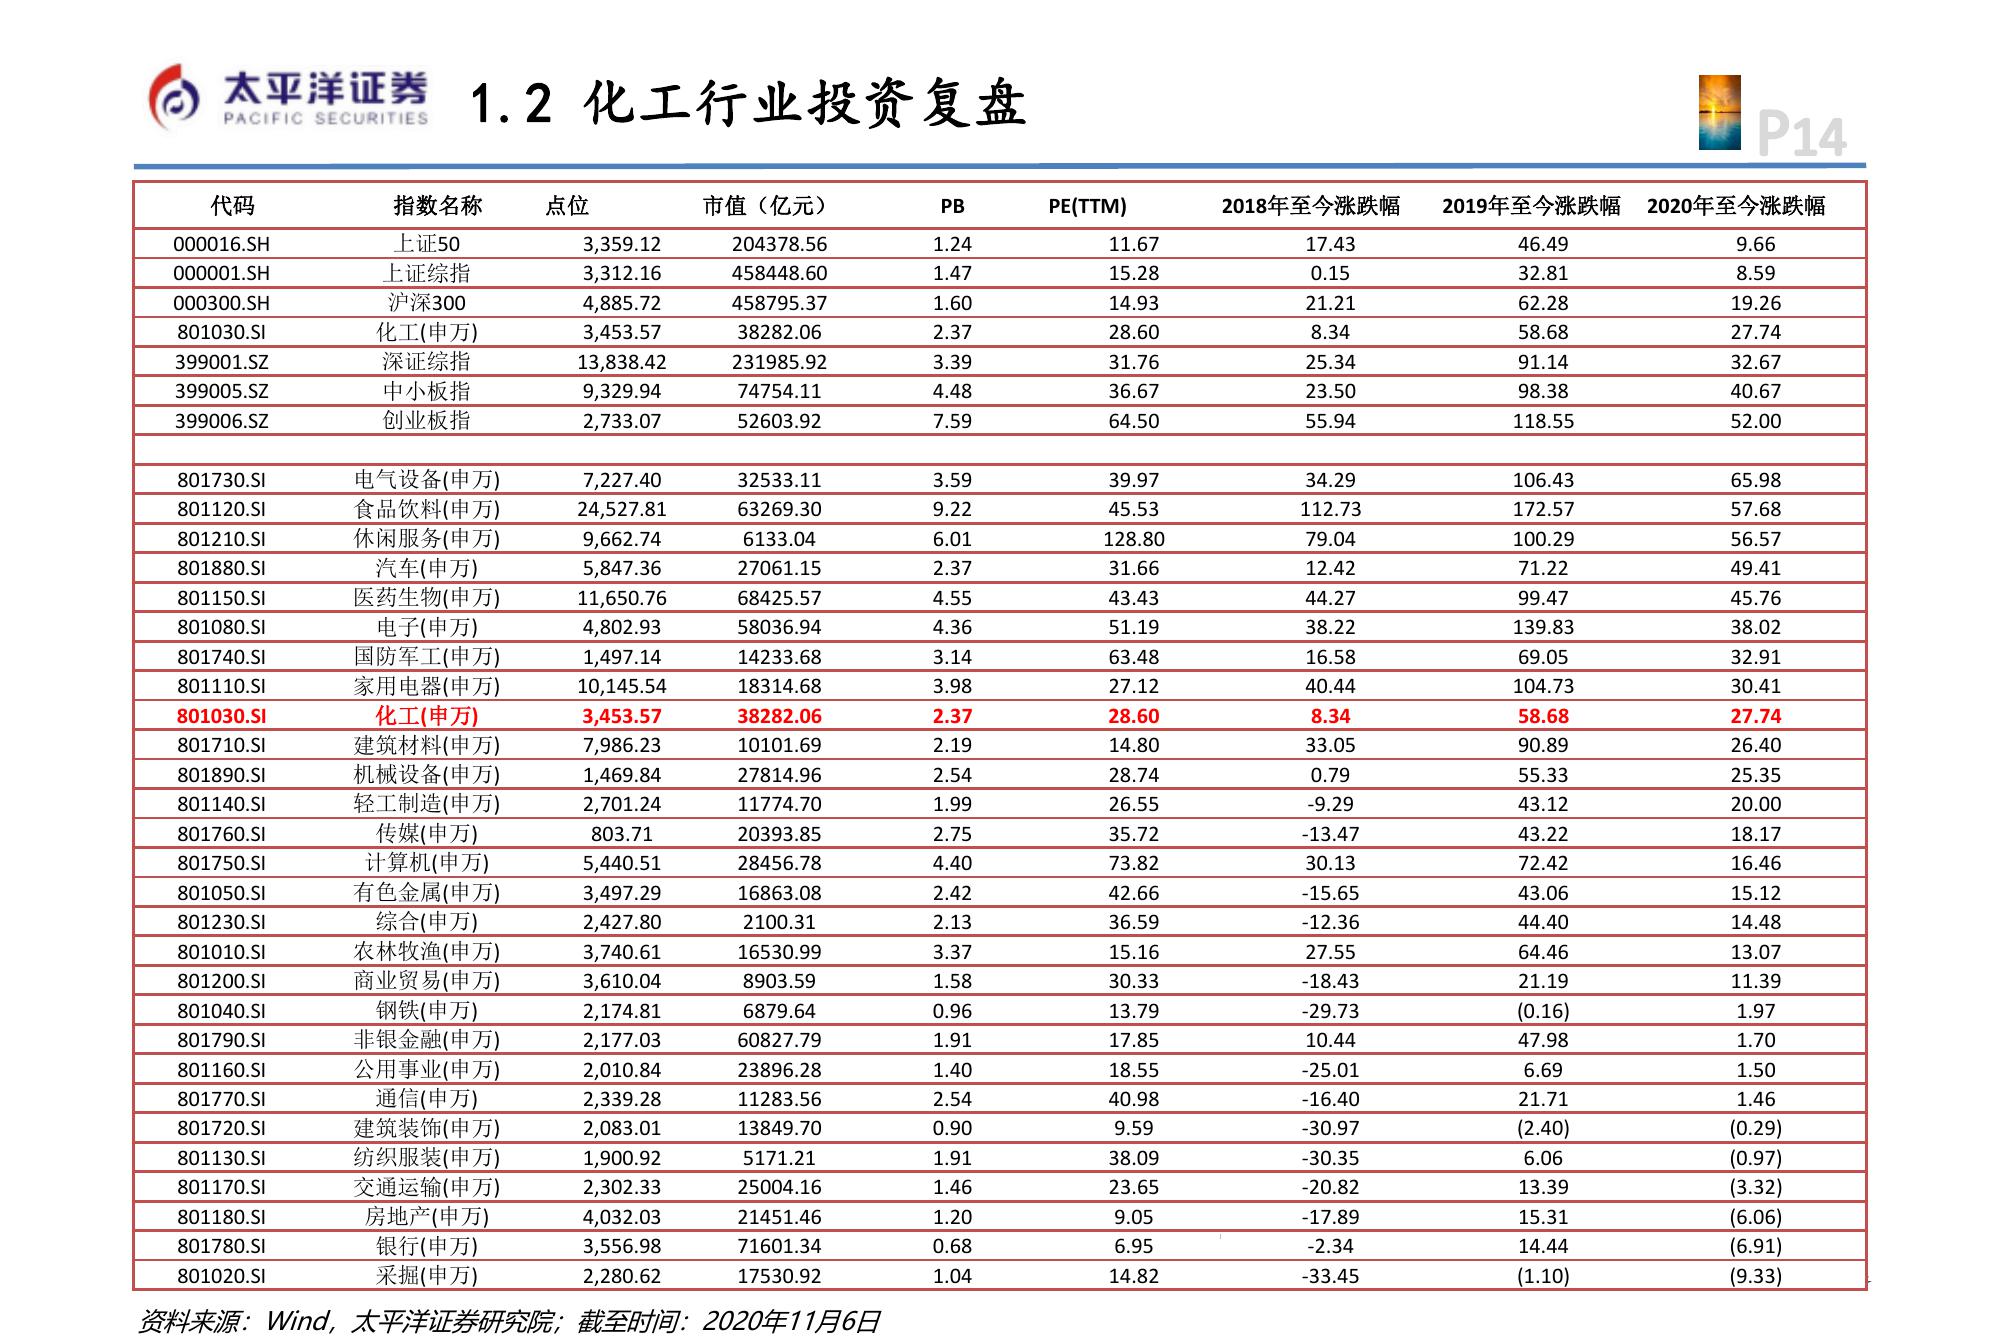 太平洋证券
PACIFIC SECURITIES
1.2 化工行业投资复盘
P14
代码 指数名称 点位 市值（亿元） PB PE(TTM) 2018年至今涨跌幅 2019年至今涨跌幅 2020年至今涨跌幅
000016.SH 上证50 3,359.12 204378.56 1.24 11.67 17.43 46.49 9.66
000001.SH 上证综指 3,312.16 458448.60 1.47 15.28 0.15 32.81 8.59
000300.SH 沪深300 4,885.72 458795.37 1.60 14.93 21.21 62.28 19.26
801030.SI 化工(申万) 3,453.57 38282.06 2.37 28.60 8.34 58.68 27.74
399001.SZ 深证综指 13,838.42 231985.92 3.39 31.76 25.34 91.14 32.67
399005.SZ 中小板指 9,329.94 74754.11 4.48 36.67 23.50 98.38 40.67
399006.SZ 创业板指 2,733.07 52603.92 7.59 64.50 55.94 118.55 52.00
801730.SI 电气设备(申万) 7,227.40 32533.11 3.59 39.97 34.29 106.43 65.98
801120.SI 食品饮料(申万) 24,527.81 63269.30 9.22 45.53 112.73 172.57 57.68
801210.SI 休闲服务(申万) 9,662.74 6133.04 6.01 128.80 79.04 100.29 56.57
801880.SI 汽车(申万) 5,847.36 27061.15 2.37 31.66 12.42 71.22 49.41
801150.SI 医药生物(申万) 11,650.76 68425.57 4.55 43.43 44.27 99.47 45.76
801080.SI 电子(申万) 4,802.93 58036.94 4.36 51.19 38.22 139.83 38.02
801740.SI 国防军工(申万) 1,497.14 14233.68 3.14 63.48 16.58 69.05 32.91
801110.SI 家用电器(申万) 10,145.54 18314.68 3.98 27.12 40.44 104.73 30.41
801030.SI 化工(申万) 3,453.57 38282.06 2.37 28.60 8.34 58.68 27.74
801710.SI 建筑材料(申万) 7,986.23 10101.69 2.19 14.80 33.05 90.89 26.40
801890.SI 机械设备(申万) 1,469.84 27814.96 2.54 28.74 0.79 55.33 25.35
801140.SI 轻工制造(申万) 2,701.24 11774.70 1.99 26.55 -9.29 43.12 20.00
801760.SI 传媒(申万) 803.71 20393.85 2.75 35.72 -13.47 43.22 18.17
801750.SI 计算机(申万) 5,440.51 28456.78 4.40 73.82 30.13 72.42 16.46
801050.SI 有色金属(申万) 3,497.29 16863.08 2.42 42.66 -15.65 43.06 15.12
801230.SI 综合(申万) 2,427.80 2100.31 2.13 36.59 -12.36 44.40 14.48
801010.SI 农林牧渔(申万) 3,740.61 16530.99 3.37 15.16 27.55 64.46 13.07
801200.SI 商业贸易(申万) 3,610.04 8903.59 1.58 30.33 -18.43 21.19 11.39
801040.SI 钢铁(申万) 2,174.81 6879.64 0.96 13.79 -29.73 (0.16) 1.97
801790.SI 非银金融(申万) 2,177.03 60827.79 1.91 17.85 10.44 47.98 1.70
801160.SI 公用事业(申万) 2,010.84 23896.28 1.40 18.55 -25.01 6.69 1.50
801770.SI 通信(申万) 2,339.28 11283.56 2.54 40.98 -16.40 21.71 1.46
801720.SI 建筑装饰(申万) 2,083.01 13849.70 0.90 9.59 -30.97 (2.40) (0.29)
801130.SI 纺织服装(申万) 1,900.92 5171.21 1.91 38.09 -30.35 6.06 (0.97)
801170.SI 交通运输(申万) 2,302.33 25004.16 1.46 23.65 -20.82 13.39 (3.32)
801180.SI 房地产(申万) 4,032.03 21451.46 1.20 9.05 -17.89 15.31 (6.06)
801780.SI 银行(申万) 3,556.98 71601.34 0.68 6.95 -2.34 14.44 (6.91)
801020.SI 采掘(申万) 2,280.62 17530.92 1.04 14.82 -33.45 (1.10) (9.33)
资料来源：Wind，太平洋证券研究院；截至时间：2020年11月6日